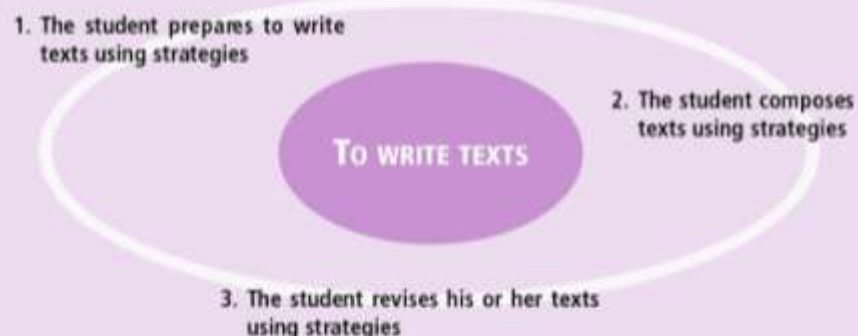 1. The student prepares to write
texts using strategies
2. The student composes
texts using strategies
TO WRITE TEXTS
3. The student revises his or her texts
using strategies